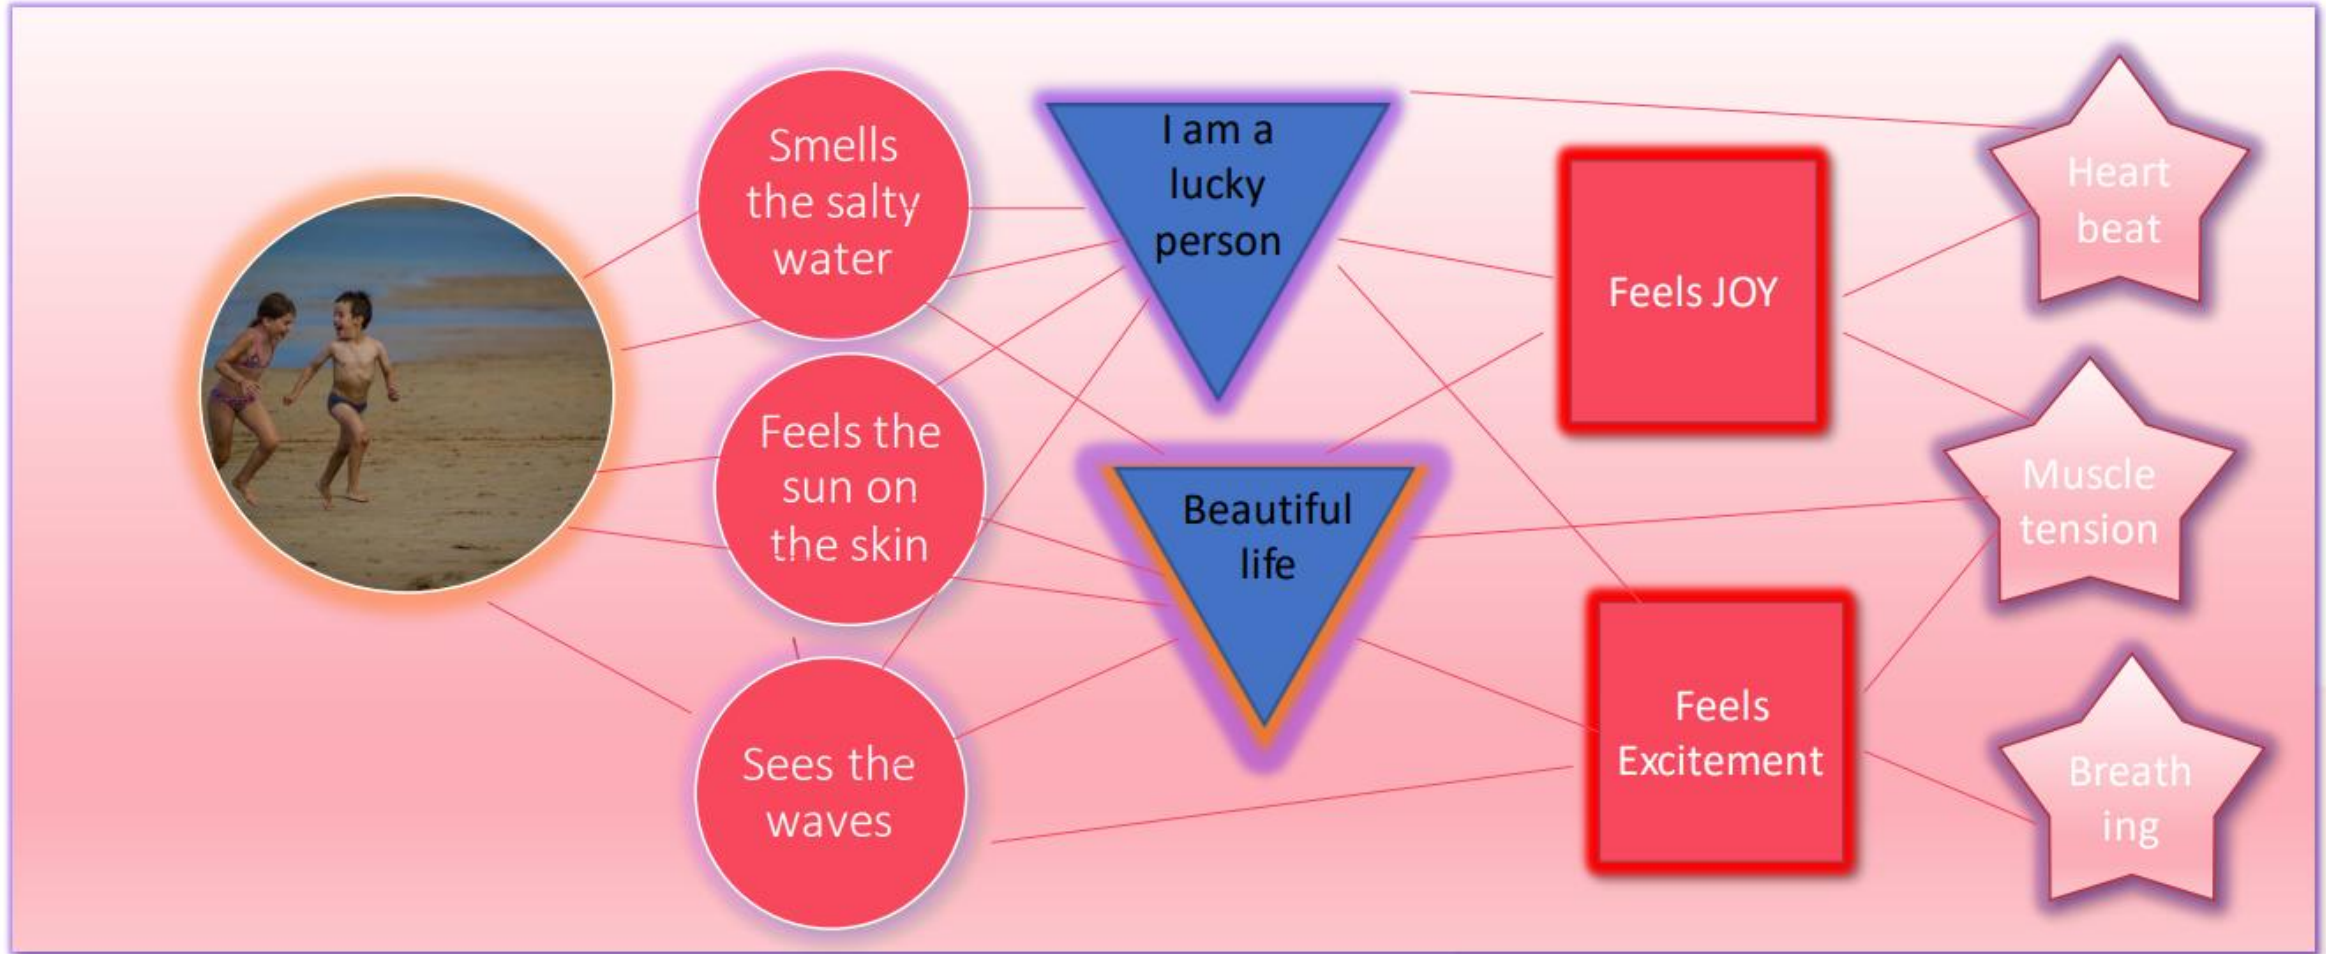 Smells
the salty
water
Feels the
sun on
the skin
Sees the
waves
I am a
lucky
person
Beautiful
life
Feels JOY
Feels
Excitement
Heart
beat
Muscle
tension
Breath
ing